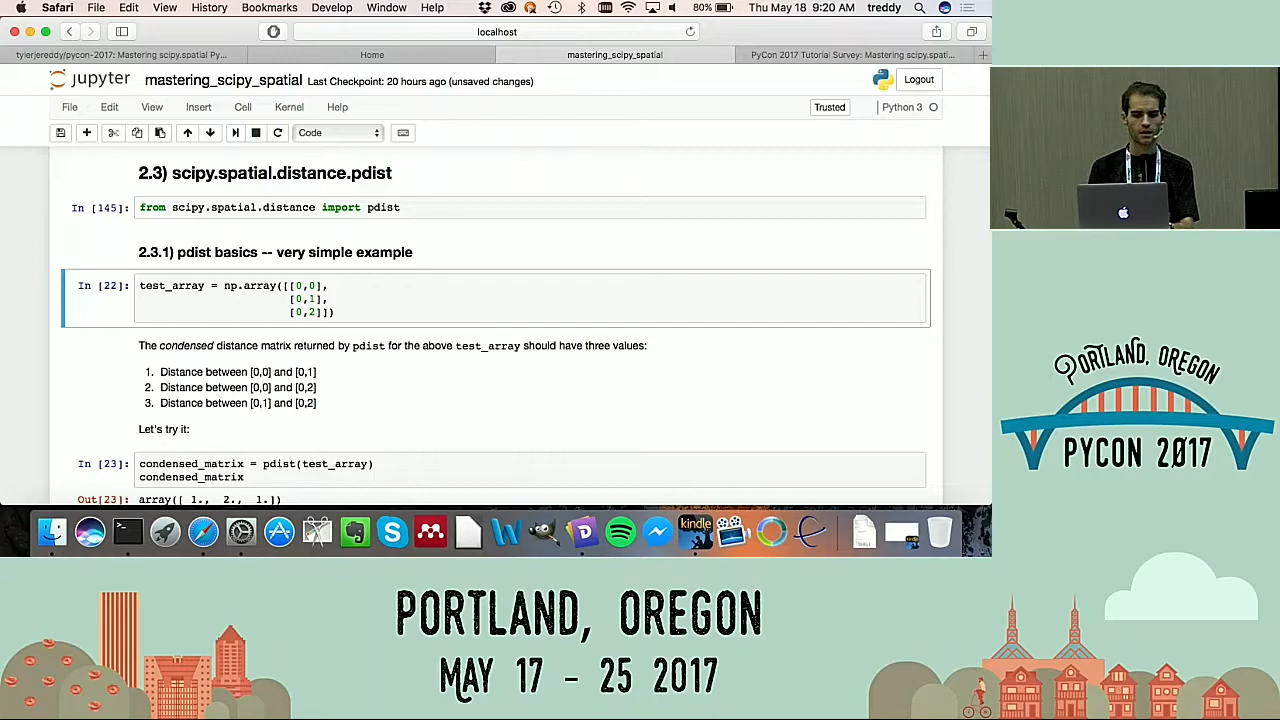 Safari File Edit View History Bookmarks Develop Window Help 80% Thu May 18 9:20 AM treddy
localhost
tylerjereddy/pycon-2017: Mastering scipy.spatial Py... Home mastering_scipy_spatial PyCon 2017 Tutorial Survey: Mastering scipy.spati...
jupyter mastering_scipy_spatial Last Checkpoint: 20 hours ago (unsaved changes) Logout
File Edit View Insert Cell Kernel Help Trusted Python 3
Code
2.3) scipy.spatial.distance.pdist
In [145]: from scipy.spatial.distance import pdist
2.3.1) pdist basics -- very simple example
In [22]: test_array = np.array([[0,0],
[0,1],
[0,2]])
The condensed distance matrix returned by pdist for the above test_array should have three values:
1. Distance between [0,0] and [0,1]
2. Distance between [0,0] and [0,2]
3. Distance between [0,1] and [0,2]
Let's try it:
In [23]: condensed_matrix = pdist(test_array)
condensed_matrix
Out[23]: array([ 1., 2., 1.])
kindle
PORTLAND, OREGON
PYCON 2017
PORTLAND, OREGON
MAY 17 - 25 2017